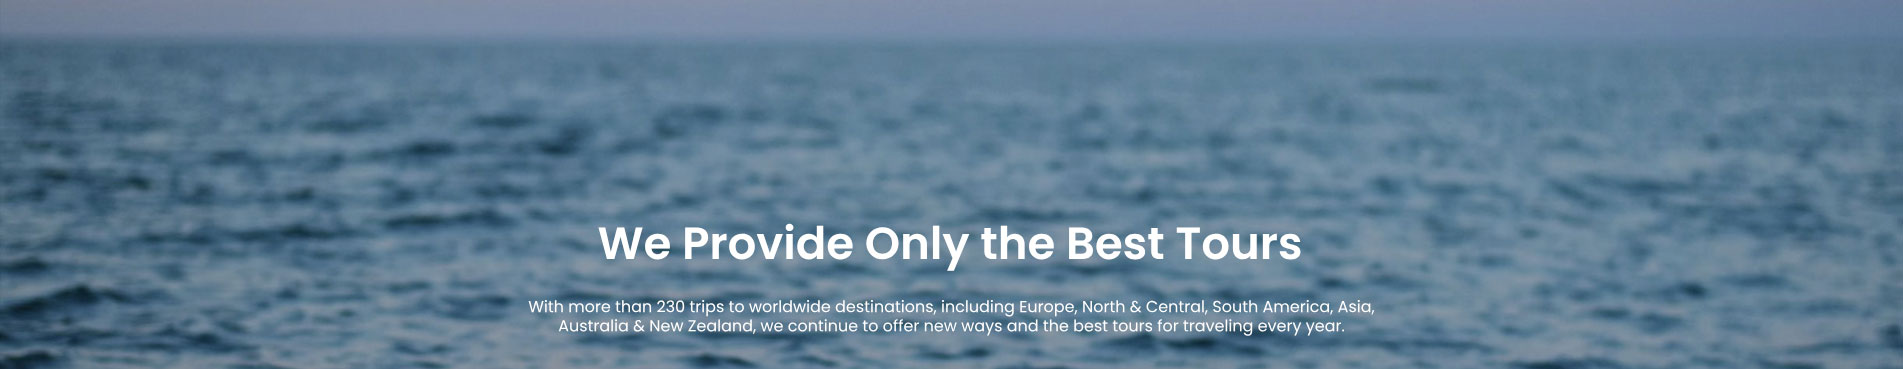 We Provide Only the Best Tours
With more than 230 trips to worldwide destinations, including Europe, North & Central, South America, Asia,
Australia & New Zealand, we continue to offer new ways and the best tours for traveling every year.